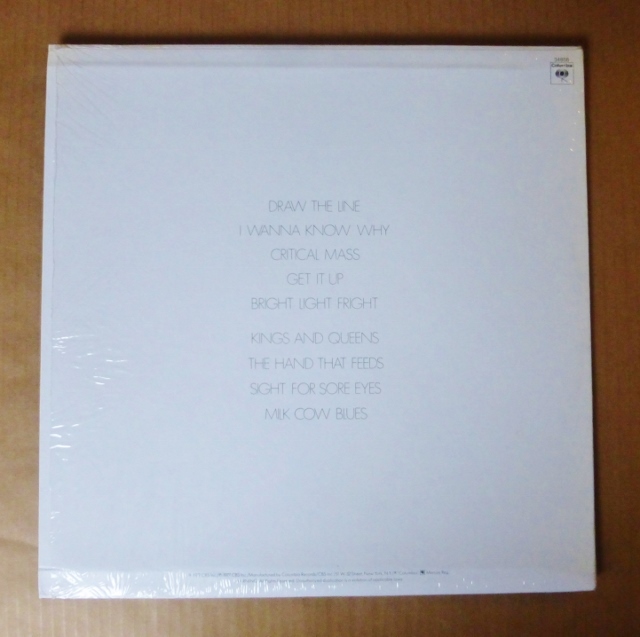 DRAW THE LINE
I WANNA KNOW WHY
CRITICAL MASS
GET IT UP
BRIGHT LIGHT FRIGHT
KINGS AND QUEENS
THE HAND THAT FEEDS
SIGHT FOR SORE EYES
MILK COW BLUES